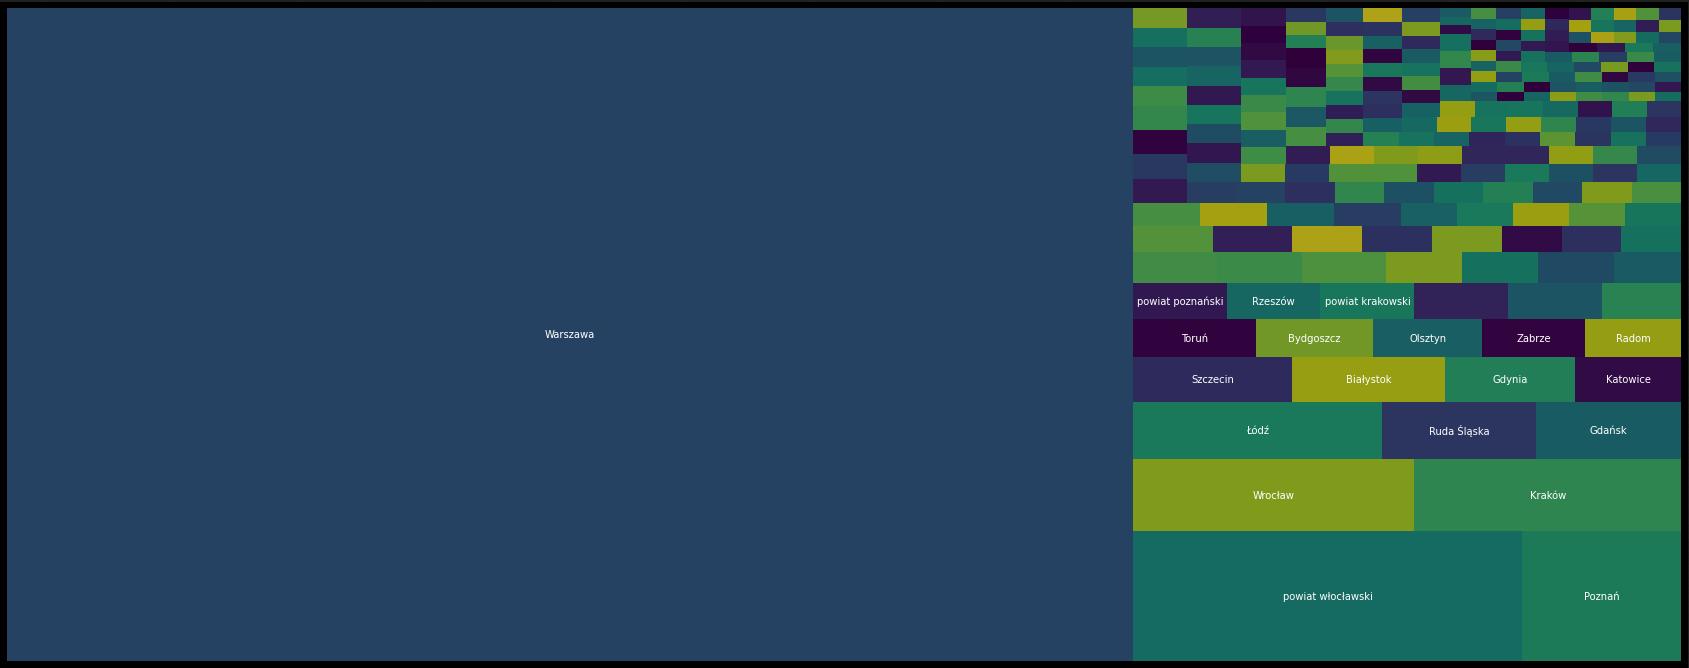 powiat poznański
Rzeszów
powiat krakowski
Toruń
Bydgoszcz
Olsztyn
Zabrze
Radom
Warszawa
Szczecin
Białystok
Gdynia
Katowice
Łódź
Ruda Śląska
Gdańsk
Wrocław
Kraków
powiat włocławski
Poznań